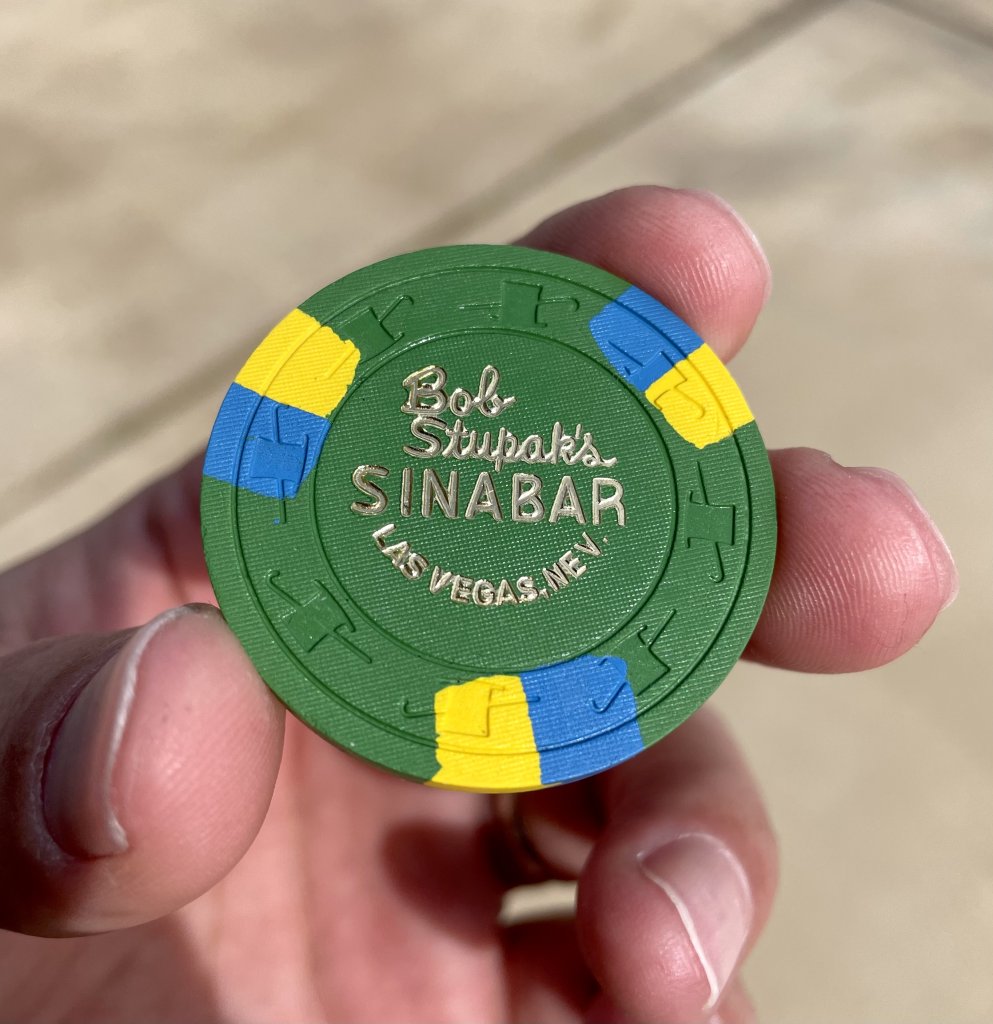 Bob
Stupak's
SINABAR
LAS VEGAS, NEV.